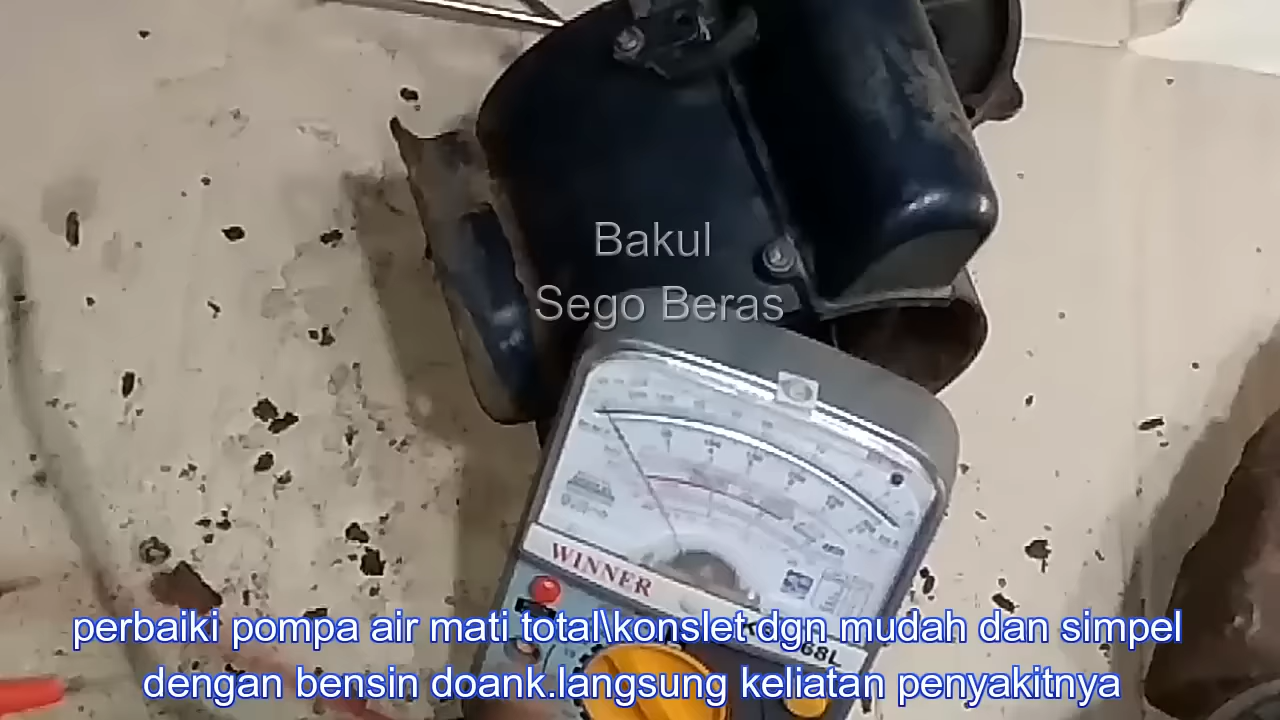 Bakul
Sego Beras
WINNER
68L
perbaiki pompa air mati total\konslet dgn mudah dan simpel
dengan bensin doank.langsung keliatan penyakitnya